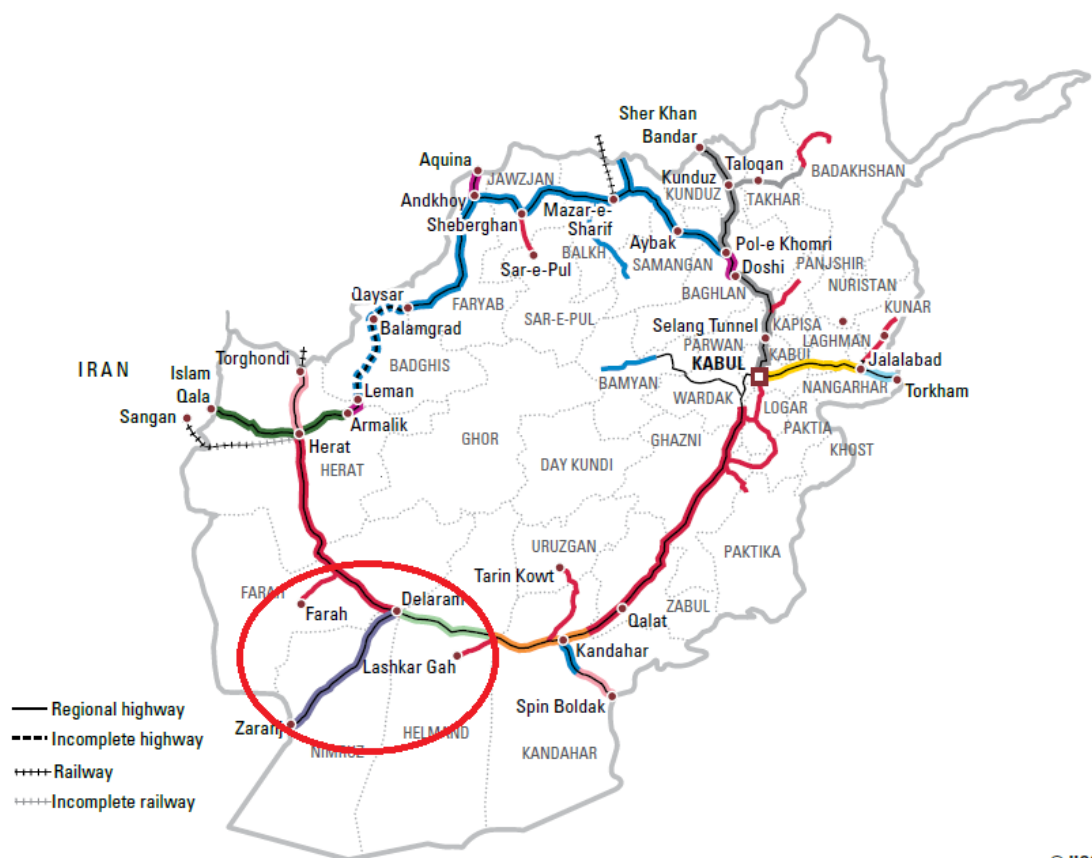 Sher Khan
Bandar
Taloqan
BADAKHSHAN
Aquina
JAWZJAN
Kunduz
KUNDUZ
TAKHAR
Andkhoy
Sheberghan
Mazar-e-
Sharif
Aybak
Pol-e Khomri
BALKH
SAMANGAN
Doshi
PANJSHIR
Sar-e-Pul
NURISTAN
BAGHLAN
Qaysar
FARYAB
KUNAR
SAR-E-PUL
KAPISA
Balamgrad
Selang Tunnel
LAGHMAN
PARWAN
Torghondi
BADGHIS
KABUL
KABUL
Jalalabad
IRAN
Islam
Qala
BAMYAN
NANGARHAR
Torkham
Leman
WARDAK
LOGAR
Sangan
Armalik
PAKTIA
Herat
GHOR
GHAZNI
KHOST
HERAT
DAY KUNDI
URUZGAN
PAKTIKA
Tarin Kowt
FARAH
Delaram
ZABUL
Farah
Qalat
Kandahar
Lashkar Gah
Spin Boldak
Zaranj
HELMAND
NIMRUZ
KANDAHAR
Regional highway
Incomplete highway
Railway
Incomplete railway